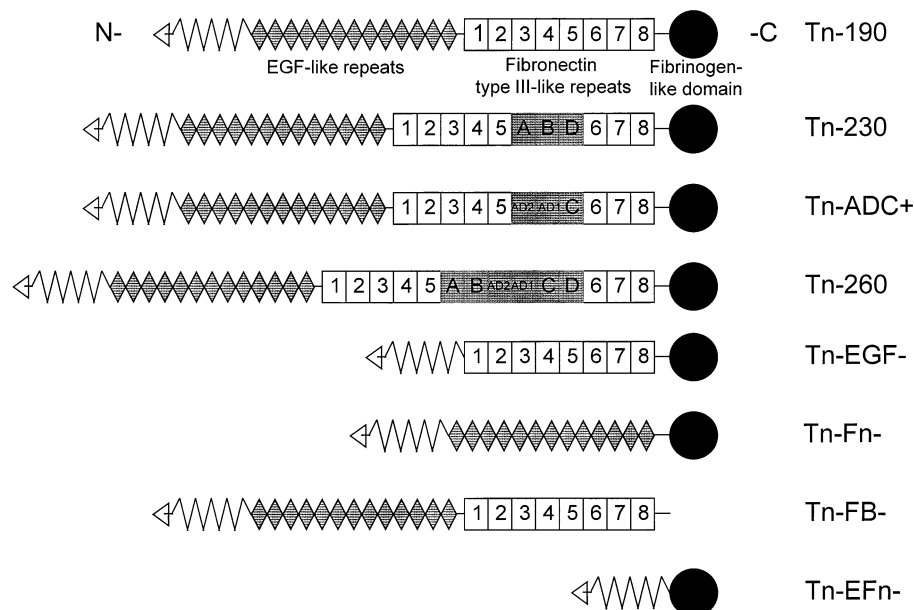 N- 1 2 3 4 5 6 7 8 -C Tn-190
EGF-like repeats
Fibronectin
type III-like repeats
Fibrinogen-
like domain
1 2 3 4 5 A B D 6 7 8 Tn-230
1 2 3 4 5 AD2 AD1 C 6 7 8 Tn-ADC+
1 2 3 4 5 A B AD2 AD1 C D 6 7 8 Tn-260
1 2 3 4 5 6 7 8 Tn-EGF-
Tn-Fn-
1 2 3 4 5 6 7 8 Tn-FB-
Tn-EFn-